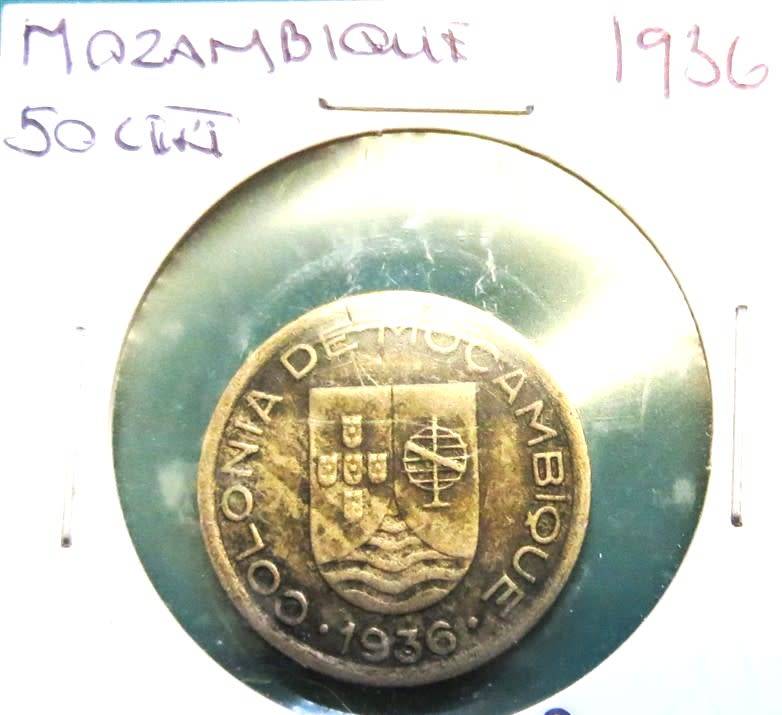 MOZAMBIQUE 1936
50 CENT
COLONIA DE MOÇAMBIQUE
· 1936 ·